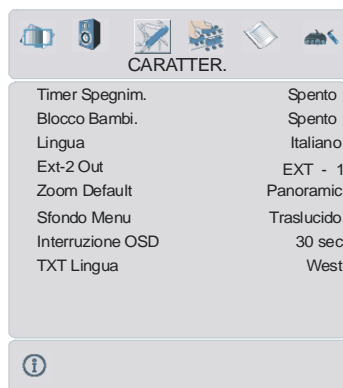 CARATTER.
Timer Spegnim. Spento
Blocco Bambi. Spento
Lingua Italiano
Ext-2 Out EXT - 1
Zoom Default Panoramic
Sfondo Menu Traslucido
Interruzione OSD 30 sec
TXT Lingua West